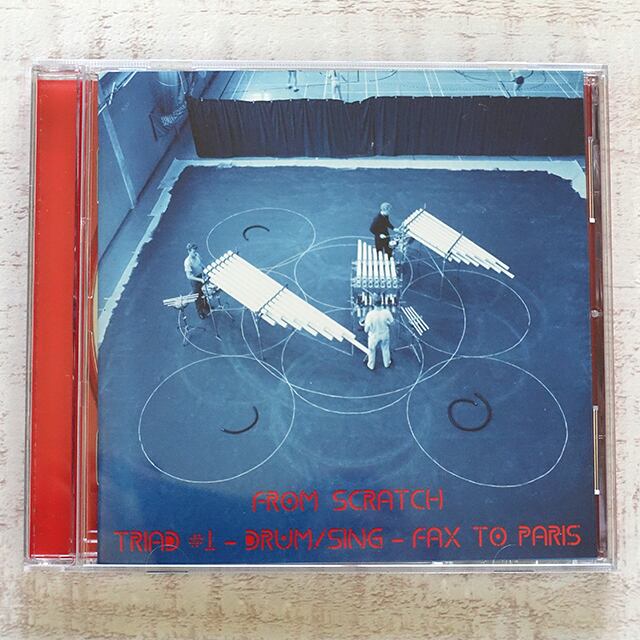 FROM SCRATCH
TRIAD #1 - DRUM/SING - FAX TO PARIS